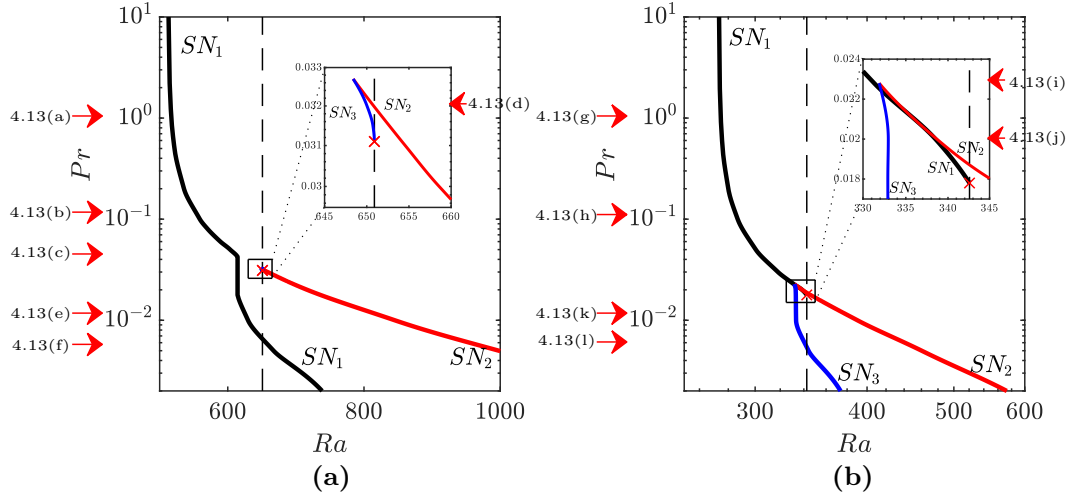 10^1
10^0
10^{-1}
10^{-2}
Pr
4.13(a)
4.13(b)
4.13(c)
4.13(e)
4.13(f)
SN_1
0.033
0.032
0.031
0.03
645
650
655
660
SN_2
SN_3
4.13(d)
SN_1
SN_2
600
800
1000
Ra
(a)
10^1
10^0
10^{-1}
10^{-2}
Pr
4.13(g)
4.13(h)
4.13(k)
4.13(l)
SN_1
0.024
0.022
0.02
0.018
330
335
340
345
SN_2
SN_1
SN_3
4.13(i)
4.13(j)
SN_3
SN_2
300
400
500
600
Ra
(b)